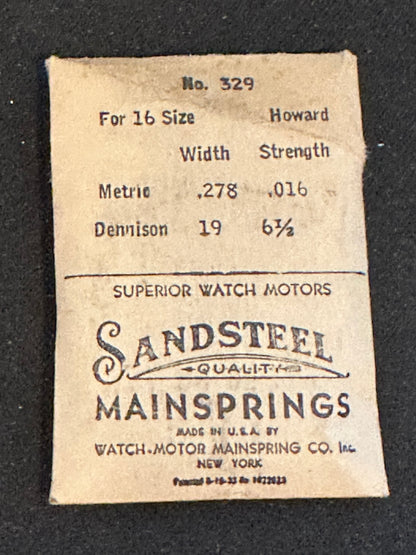 No. 329
For 16 Size Howard
Width Strength
Metric .278 .016
Dennison 19 6½
SUPERIOR WATCH MOTORS
SANDSTEEL
QUALITY
MAINSPRINGS
MADE IN U.S.A. BY
WATCH-MOTOR MAINSPRING CO. Inc.
NEW YORK
Patented